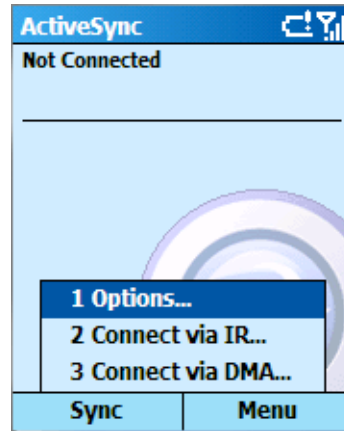 ActiveSync
Not Connected
1 Options...
2 Connect via IR...
3 Connect via DMA...
Sync Menu